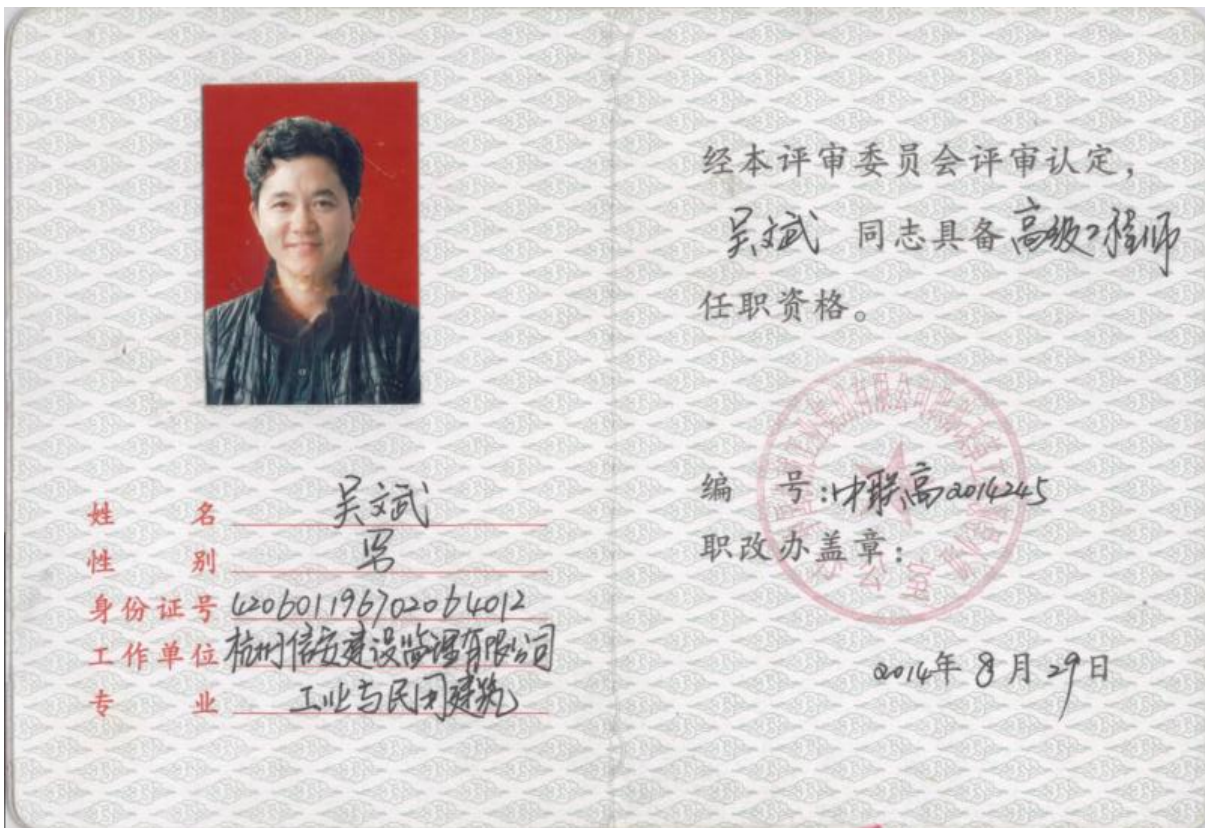 姓 名 吴文斌
性 别 男
身份证号 420601196702064012
工作单位 杭州信安建设监理有限公司
专 业 工业与民用建筑
经本评审委员会评审认定,
吴文斌 同志具备 高级工程师
任职资格。
编 号:中联高2014245
职改办盖章:
2014年8月29日